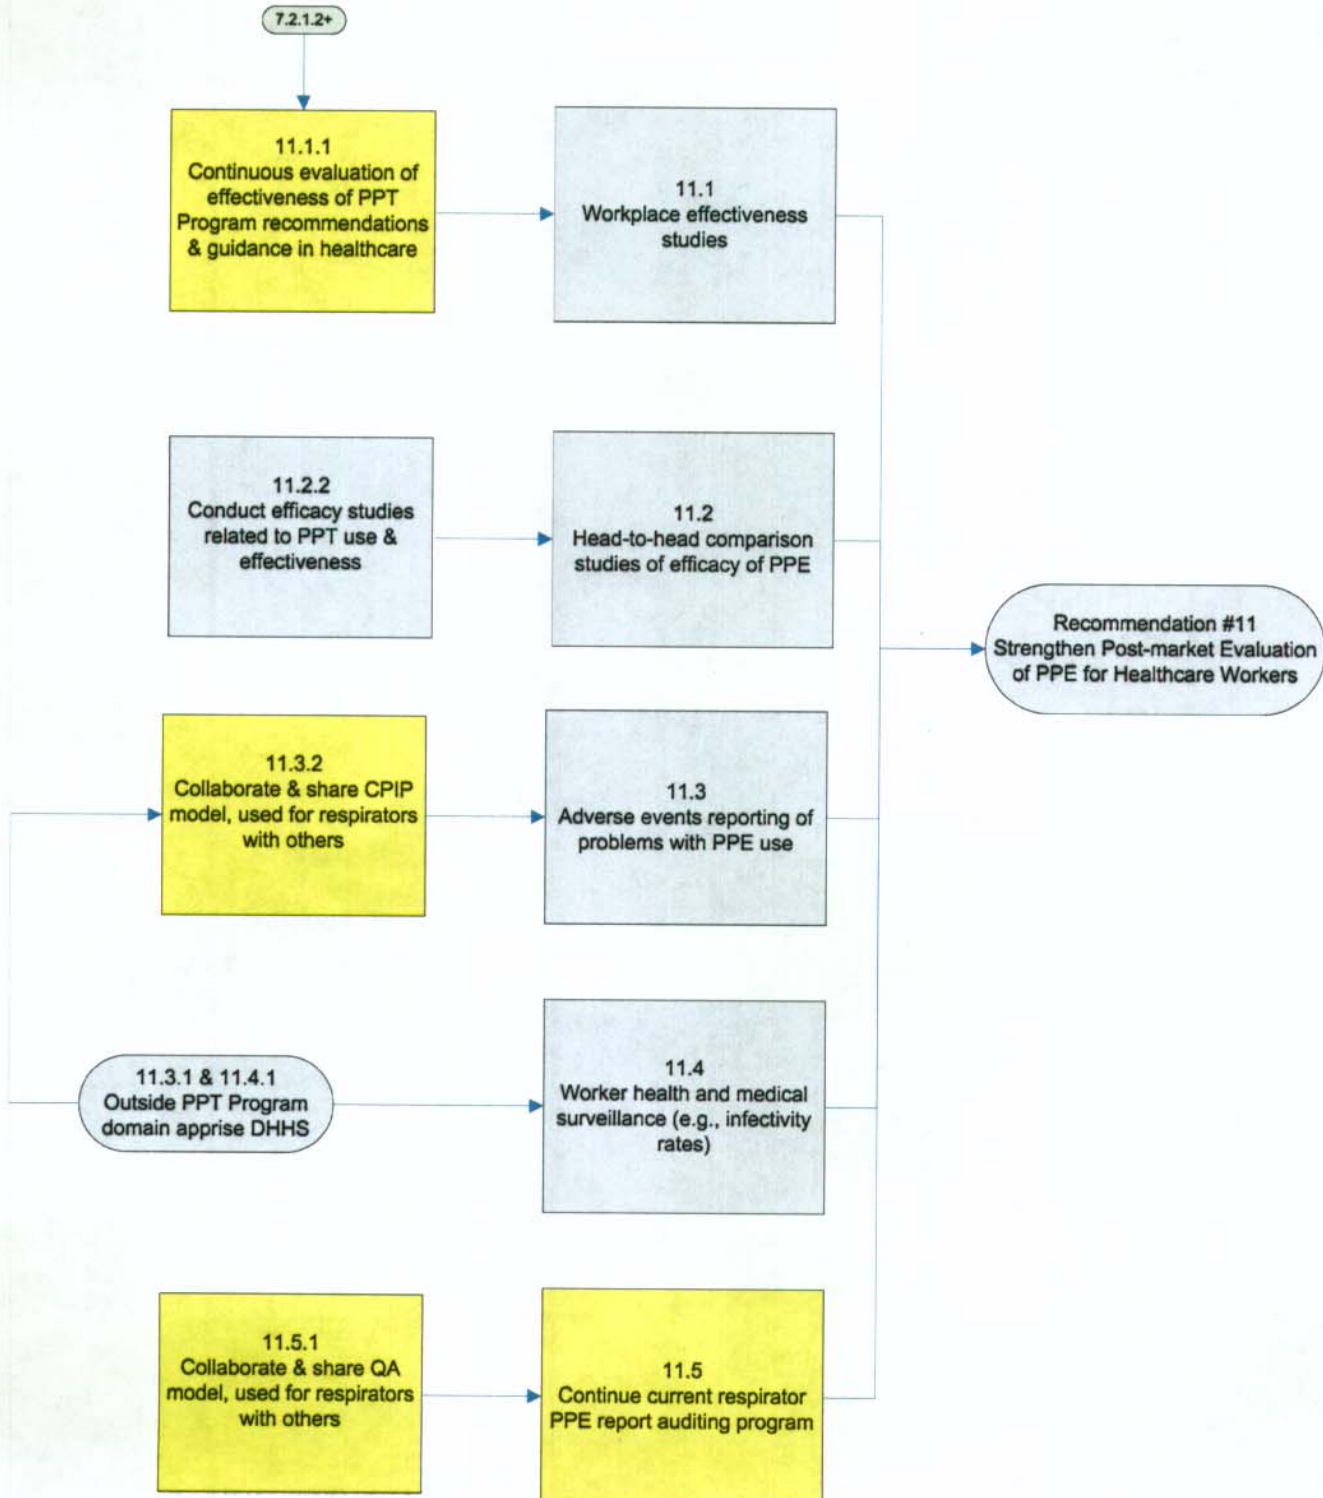 7.2.1.2+
11.1.1
Continuous evaluation of
effectiveness of PPT
Program recommendations
& guidance in healthcare
11.1
Workplace effectiveness
studies
11.2.2
Conduct efficacy studies
related to PPT use &
effectiveness
11.2
Head-to-head comparison
studies of efficacy of PPE
Recommendation #11
Strengthen Post-market Evaluation
of PPE for Healthcare Workers
11.3.2
Collaborate & share CPIP
model, used for respirators
with others
11.3
Adverse events reporting of
problems with PPE use
11.3.1 & 11.4.1
Outside PPT Program
domain apprise DHHS
11.4
Worker health and medical
surveillance (e.g., infectivity
rates)
11.5.1
Collaborate & share QA
model, used for respirators
with others
11.5
Continue current respirator
PPE report auditing program